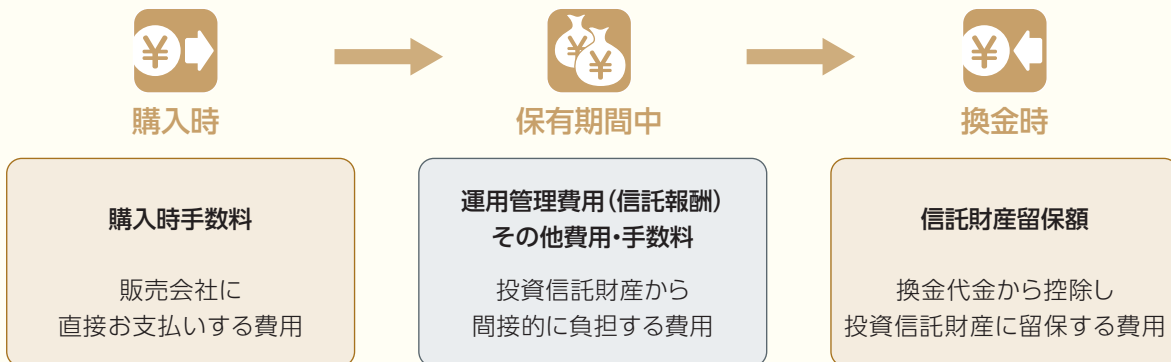 購入時
購入時手数料
販売会社に
直接お支払いする費用
保有期間中
運用管理費用(信託報酬)
その他費用・手数料
投資信託財産から
間接的に負担する費用
換金時
信託財産留保額
換金代金から控除し
投資信託財産に留保する費用